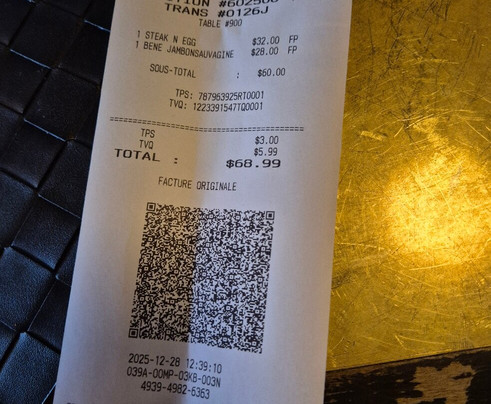 TRANS #0126J
TABLE #900
1 STEAK N EGG $32.00 FP
1 BENE JAMBONSAUVAGINE $28.00 FP
SOUS-TOTAL : $60.00
TPS: 787963925RT0001
TVQ: 1223391547TQ0001
TPS $3.00
TVQ $5.99
TOTAL : $68.99
FACTURE ORIGINALE
2025-12-28 12:39:10
039A-00MP-03KB-003N
4939-4982-6363